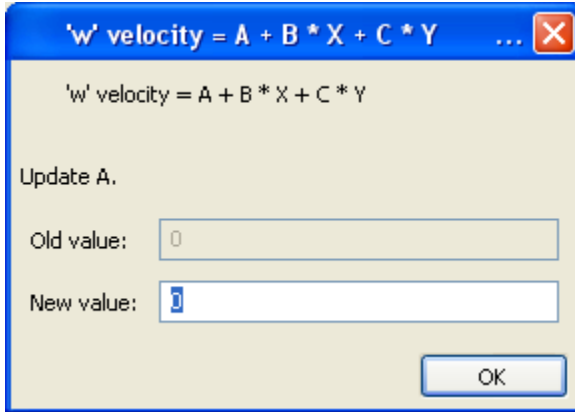 'w' velocity = A + B * X + C * Y ...
'w' velocity = A + B * X + C * Y
Update A.
Old value: 0
New value: 0
OK